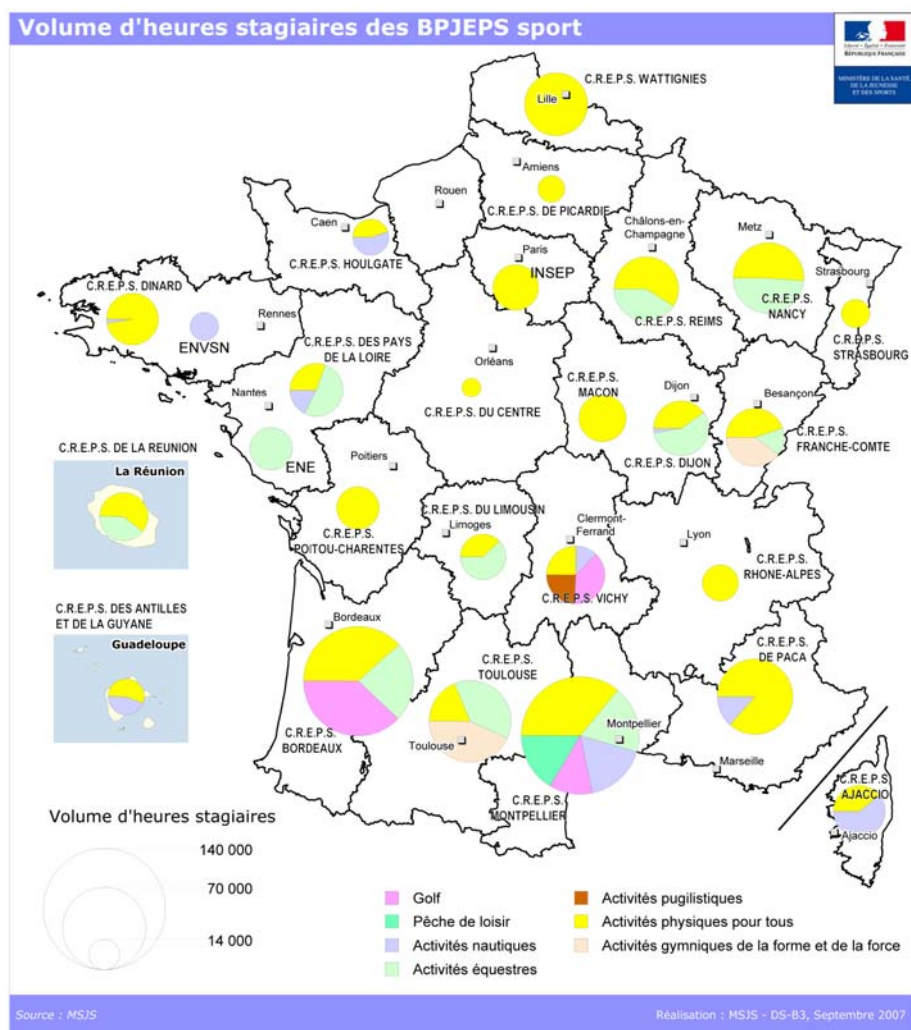 Volume d'heures stagiaires des BPJEPS sport
Liberté • Égalité • Fraternité
RÉPUBLIQUE FRANÇAISE
MINISTÈRE DE LA SANTÉ,
DE LA JEUNESSE
ET DES SPORTS
C.R.E.P.S. WATTIGNIES
Lille
Amiens
C.R.E.P.S. DE PICARDIE
Rouen
Caen
C.R.E.P.S. HOULGATE
Paris
INSEP
Châlons-en-
Champagne
C.R.E.P.S. REIMS
Metz
C.R.E.P.S.
NANCY
Strasbourg
C.R.E.P.S
STRASBOURG
C.R.E.P.S. DINARD
Rennes
ENVSN
C.R.E.P.S. DES PAYS
DE LA LOIRE
Nantes
ENE
Orléans
C.R.E.P.S. DU CENTRE
C.R.E.P.S.
MACON
Dijon
C.R.E.P.S. DIJON
Besançon
C.R.E.P.S.
FRANCHE-COMTE
C.R.E.P.S. DE LA REUNION
La Réunion
Poitiers
C.R.E.P.S.
POITOU-CHARENTES
C.R.E.P.S. DU LIMOUSIN
Limoges
Clermont-
Ferrand
C.R.E.P.S. VICHY
Lyon
C.R.E.P.S.
RHONE-ALPES
C.R.E.P.S. DES ANTILLES
ET DE LA GUYANE
Guadeloupe
Bordeaux
C.R.E.P.S.
BORDEAUX
C.R.E.P.S.
TOULOUSE
Toulouse
Montpellier
C.R.E.P.S.
MONTPELLIER
C.R.E.P.S.
DE PACA
Marseille
C.R.E.P.S
AJACCIO
Ajaccio
Volume d'heures stagiaires
140 000
70 000
14 000
Golf
Pêche de loisir
Activités nautiques
Activités équestres
Activités pugilistiques
Activités physiques pour tous
Activités gymniques de la forme et de la force
Source : MSJS
Réalisation : MSJS - DS-B3, Septembre 2007